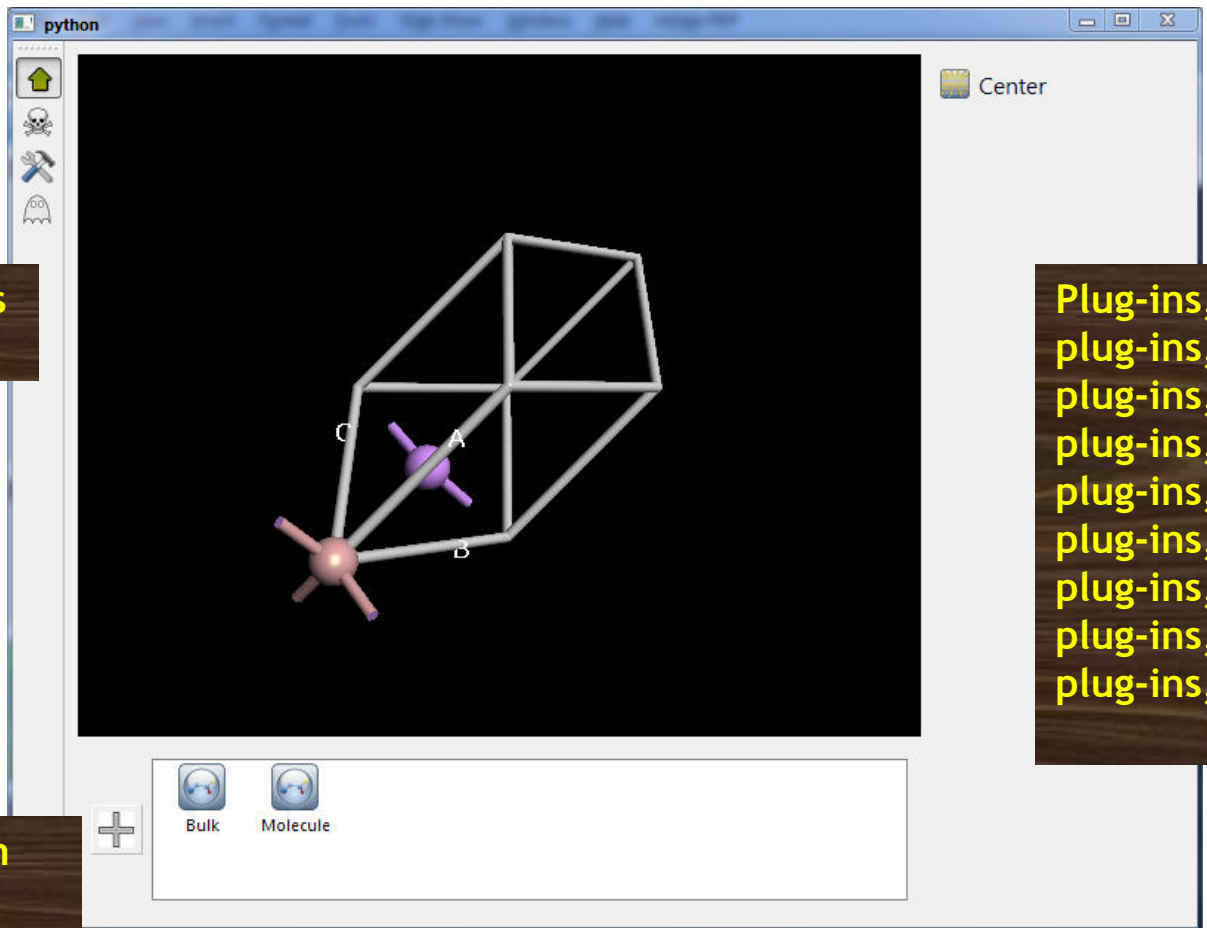 python
Center
s
Plug-ins,
plug-ins,
plug-ins,
plug-ins,
plug-ins,
plug-ins,
plug-ins,
plug-ins,
plug-ins,
C
A
B
Bulk
Molecule